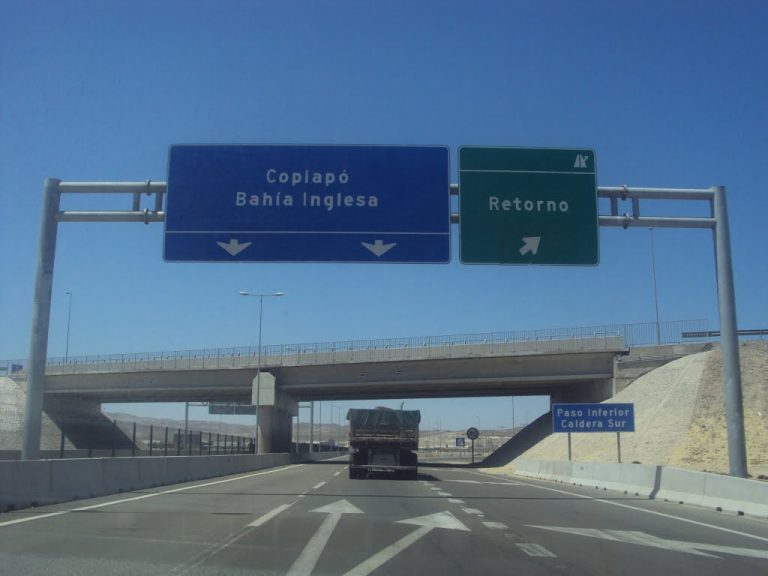 Copiapó
Bahía Inglesa
Retorno
Paso Inferior
Caldera Sur